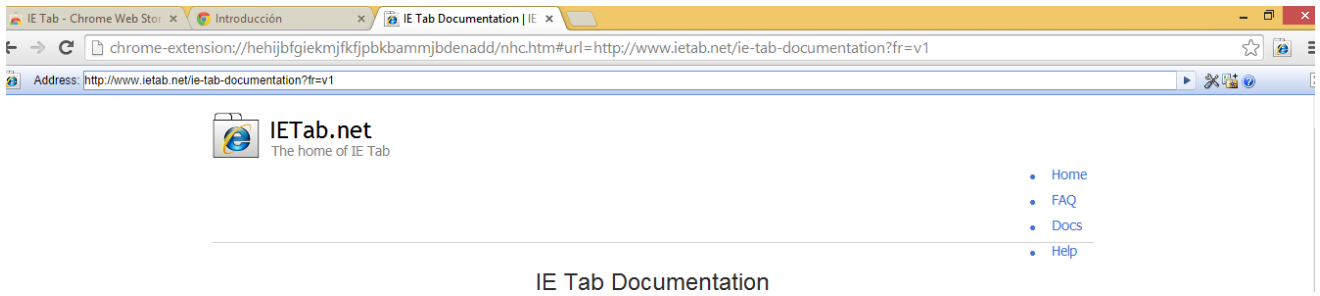 IE Tab - Chrome Web Stor
Introducción
IE Tab Documentation | IE
chrome-extension://hehijbfgiekmjfkfjpbkbammjbdenadd/nhc.htm#url=http://www.ietab.net/ie-tab-documentation?fr=v1
Address: http://www.ietab.net/ie-tab-documentation?fr=v1
IETab.net
The home of IE Tab
Home
FAQ
Docs
Help
IE Tab Documentation